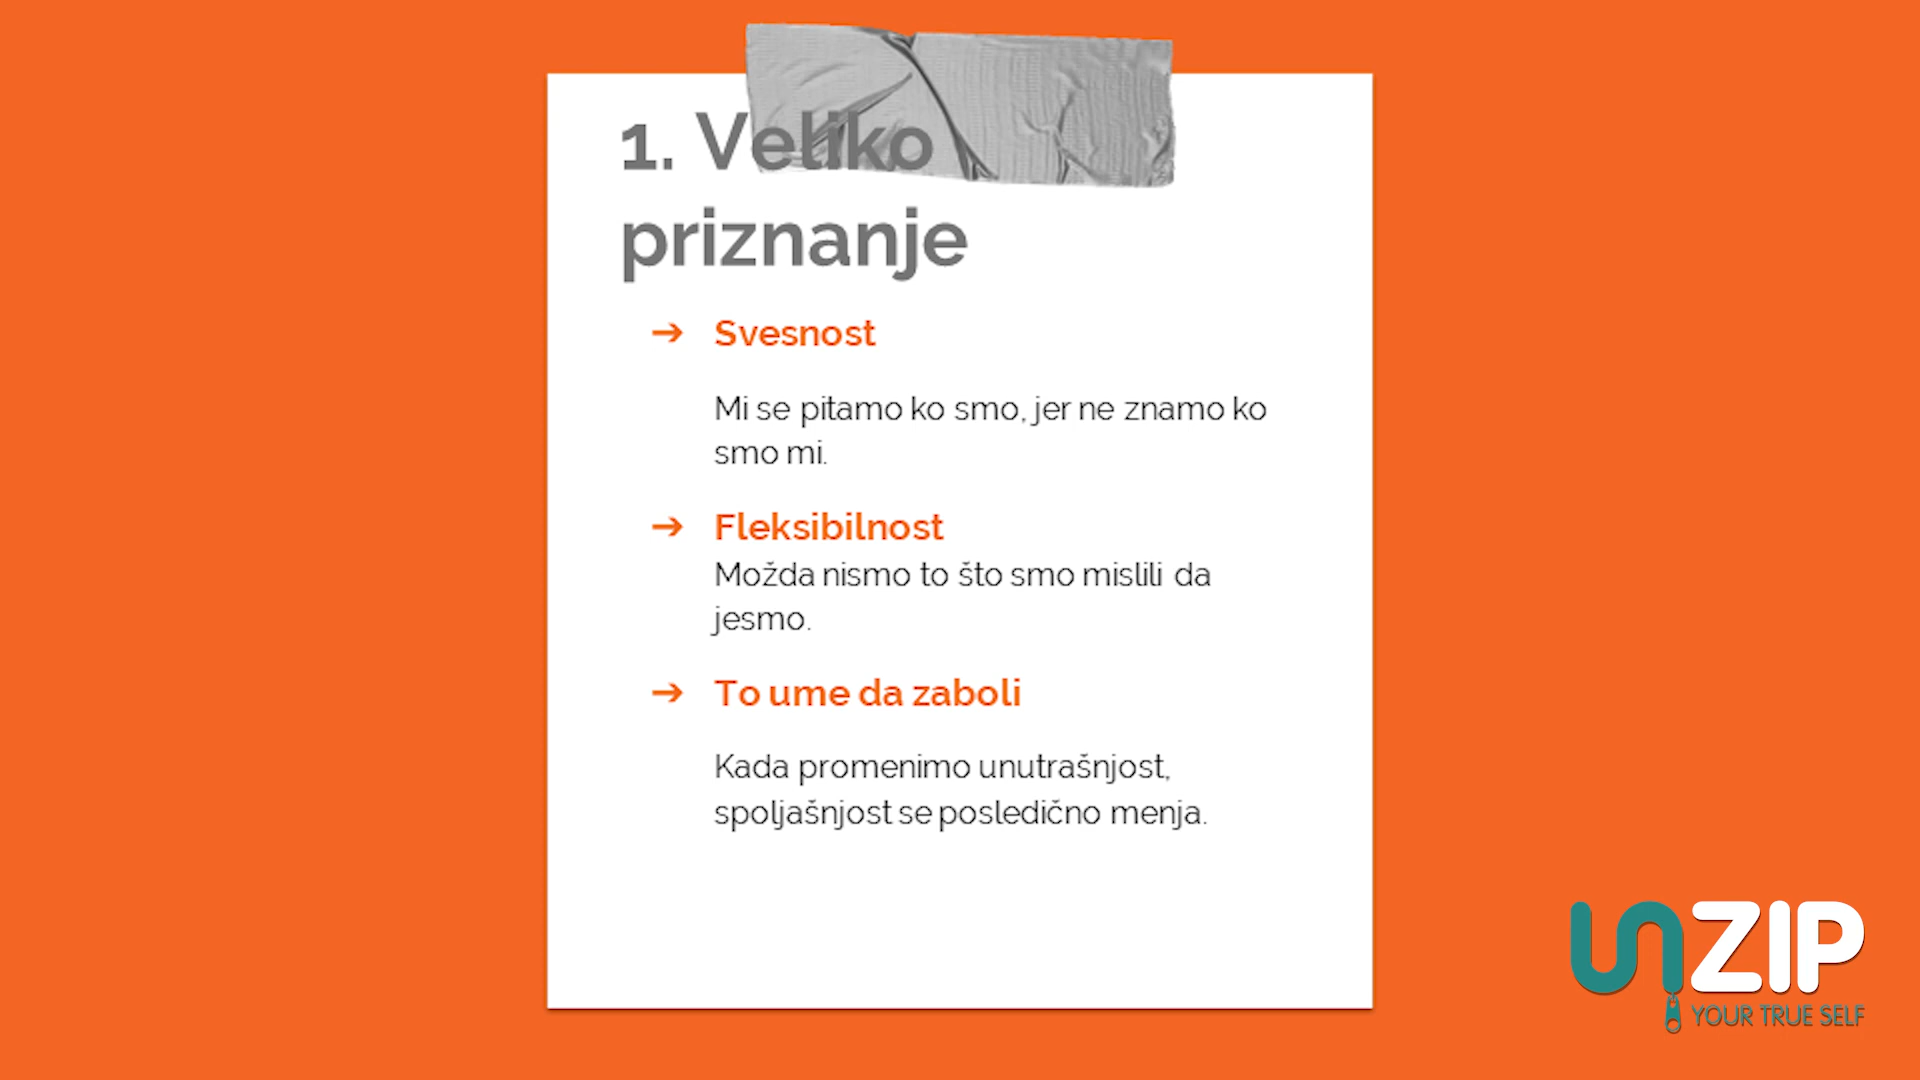 1. Veliko
priznanje
➔ Svesnost
Mi se pitamo ko smo, jer ne znamo ko
smo mi.
➔ Fleksibilnost
Možda nismo to što smo mislili da
jesmo.
➔ To ume da zaboli
Kada promenimo unutrašnjost,
spoljašnjost se posledično menja.
unZIP
YOUR TRUE SELF